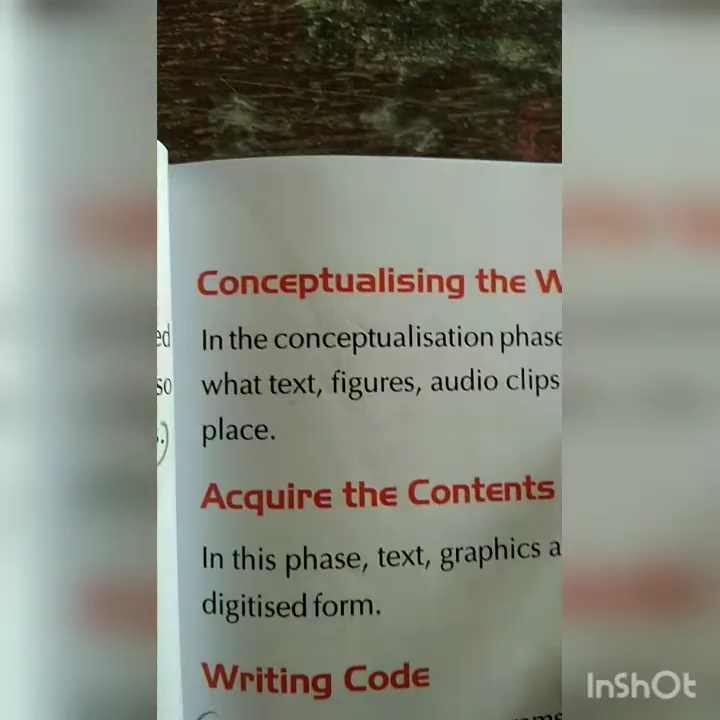 Conceptualising the
In the conceptualisation phase
what text, figures, audio clips
place.
Acquire the Contents
In this phase, text, graphics
digitised form.
Writing Code
InShOt